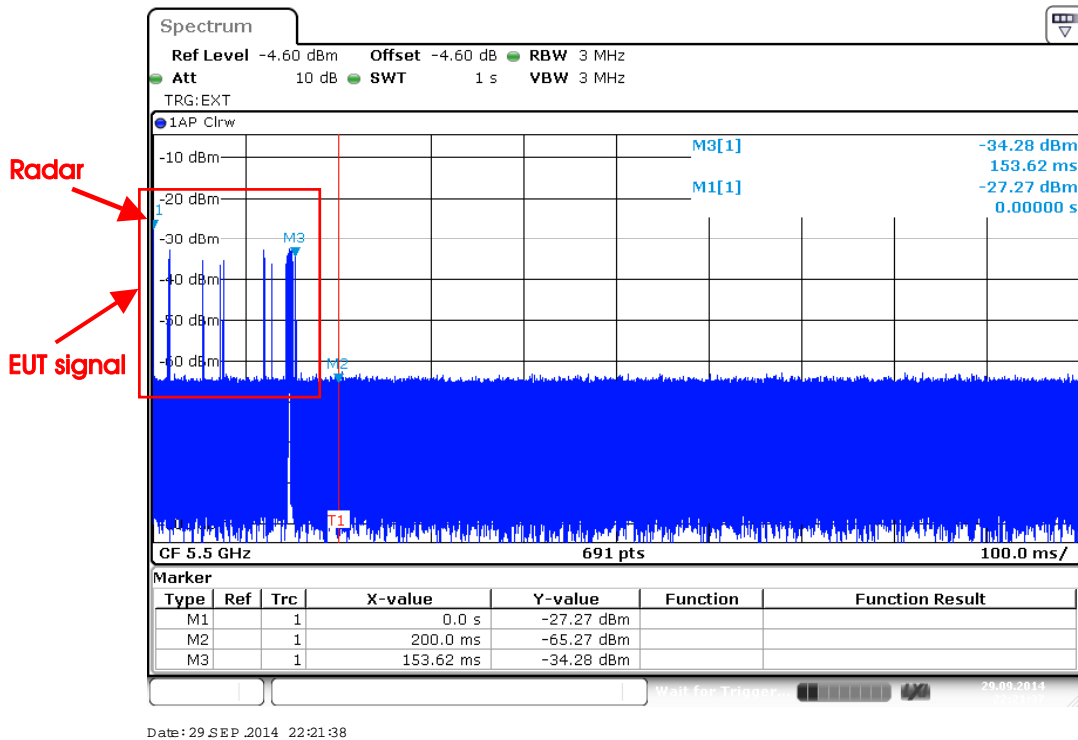 Spectrum
Ref Level -4.60 dBm Offset -4.60 dB RBW 3 MHz
Att 10 dB SWT 1 s VBW 3 MHz
TRG:EXT
1AP Clrw
M3[1] -34.28 dBm
153.62 ms
M1[1] -27.27 dBm
0.00000 s
-10 dBm
Radar
-20 dBm
1
-30 dBm
M3
-40 dBm
-50 dBm
EUT signal
-60 dBm
M2
T1
CF 5.5 GHz 691 pts 100.0 ms/
Marker
Type Ref Trc X-value Y-value Function Function Result
M1 1 0.0 s -27.27 dBm
M2 1 200.0 ms -65.27 dBm
M3 1 153.62 ms -34.28 dBm
Wait for Trigger... 29.09.2014
Date: 29.SEP.2014 22:21:38